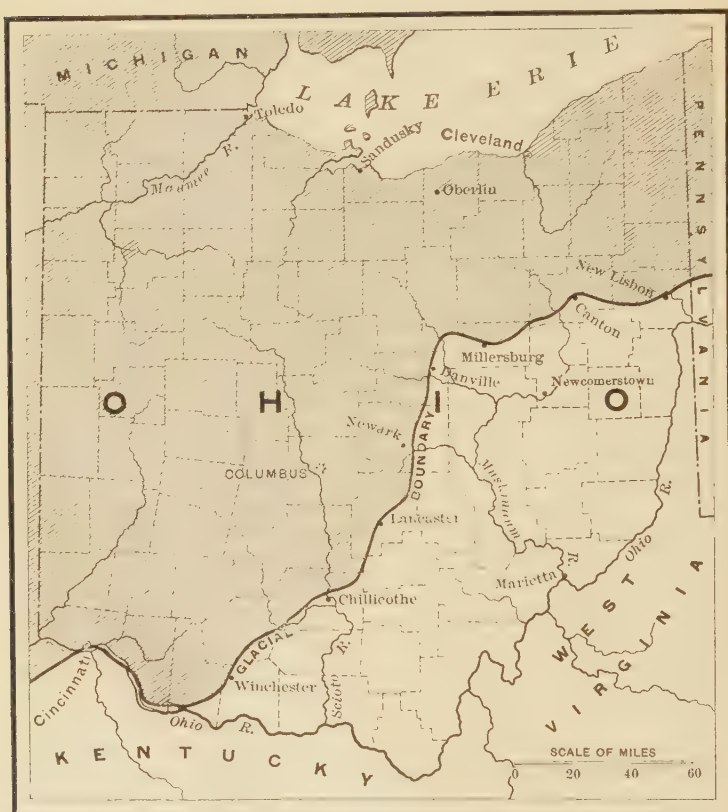 MICHIGAN
LAKE ERIE
Toledo
Maumee R.
Sandusky
Cleveland
Oberlin
PENNSYLVANIA
New Lisbon
Canton
Millersburg
Danville
Newcomerstown
OHIO
Newark
BOUNDARY
COLUMBUS
Muskingum
R.
Lancaster
Ohio
R.
Marietta
Chillicothe
WEST
VIRGINIA
GLACIAL
Scioto R.
Winchester
Cincinnati
Ohio R.
KENTUCKY
SCALE OF MILES
0 20 40 60